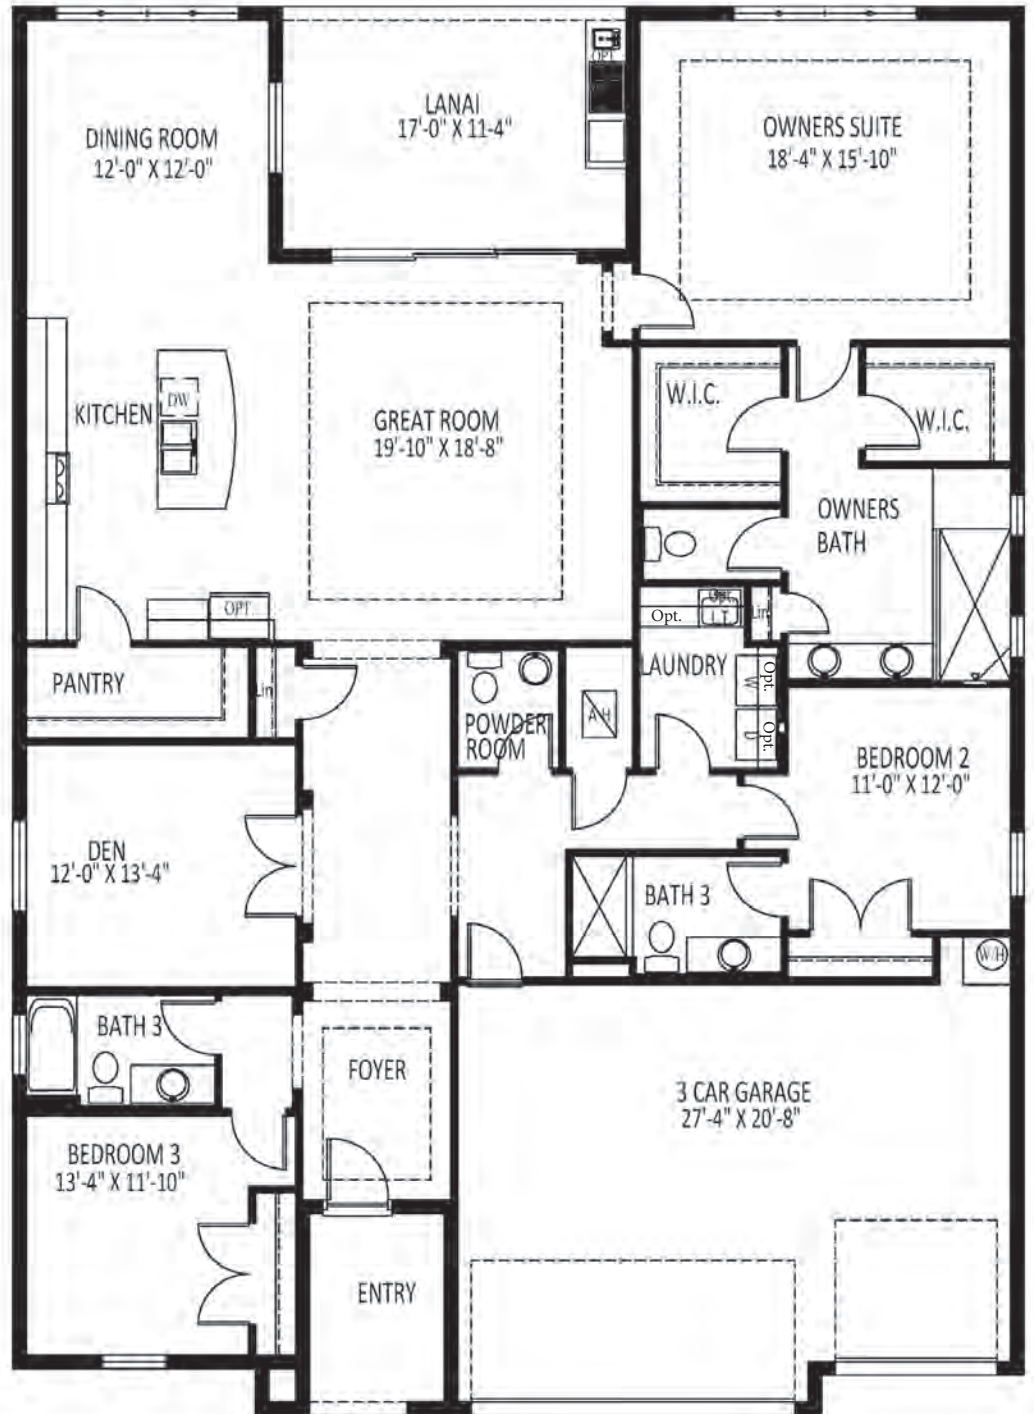 OPT
LANAI
17'-0" X 11'-4"
DINING ROOM
12'-0" X 12'-0"
OWNERS SUITE
18'-4" X 15'-10"
KITCHEN
DW
GREAT ROOM
19'-10" X 18'-8"
W.I.C.
W.I.C.
OWNERS
BATH
OPT
Opt.
Opt
L T
Lin
PANTRY
Lin
POWDER
ROOM
A H
LAUNDRY
W
Opt.
D
Opt.
BEDROOM 2
11'-0" X 12'-0"
DEN
12'-0" X 13'-4"
BATH 3
W/H
BATH 3
FOYER
3 CAR GARAGE
27'-4" X 20'-8"
BEDROOM 3
13'-4" X 11'-10"
ENTRY